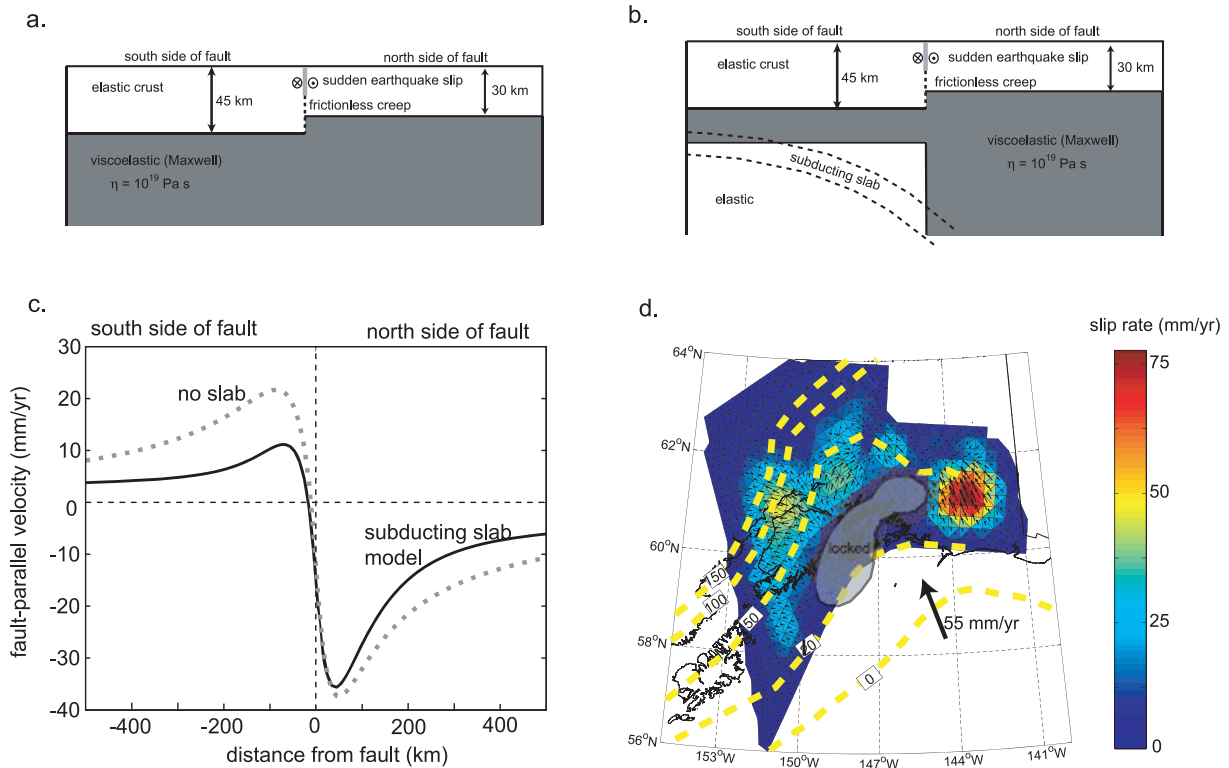 a.
south side of fault
north side of fault
elastic crust
45 km
⊗ ⊙ sudden earthquake slip
frictionless creep
30 km
viscoelastic (Maxwell)
η = 10¹⁹ Pa s
b.
south side of fault
north side of fault
elastic crust
45 km
⊗ ⊙ sudden earthquake slip
frictionless creep
30 km
subducting slab
viscoelastic (Maxwell)
η = 10¹⁹ Pa s
elastic
c.
south side of fault
north side of fault
30
20
10
0
-10
-20
-30
-40
fault-parallel velocity (mm/yr)
no slab
subducting slab
model
-400
-200
0
200
400
distance from fault (km)
d.
slip rate (mm/yr)
64°N
62°N
60°N
58°N
56°N
153°W
150°W
147°W
144°W
141°W
locked
150
100
50
20
0
55 mm/yr
75
50
25
0